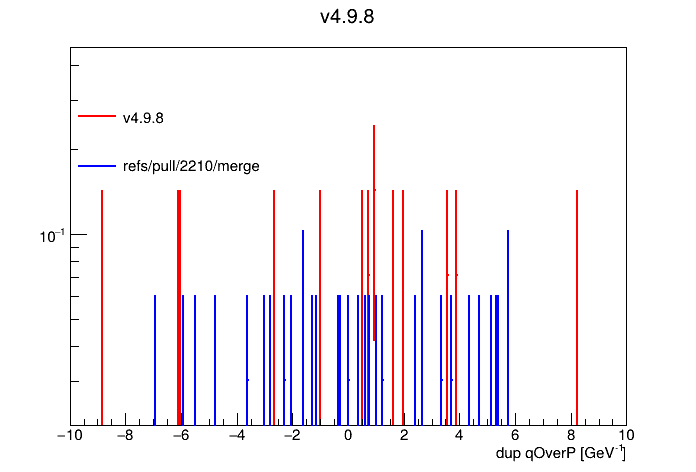 v4.9.8
v4.9.8
refs/pull/2210/merge
10⁻¹
−10 −8 −6 −4 −2 0 2 4 6 8 10
dup qOverP [GeV⁻¹]